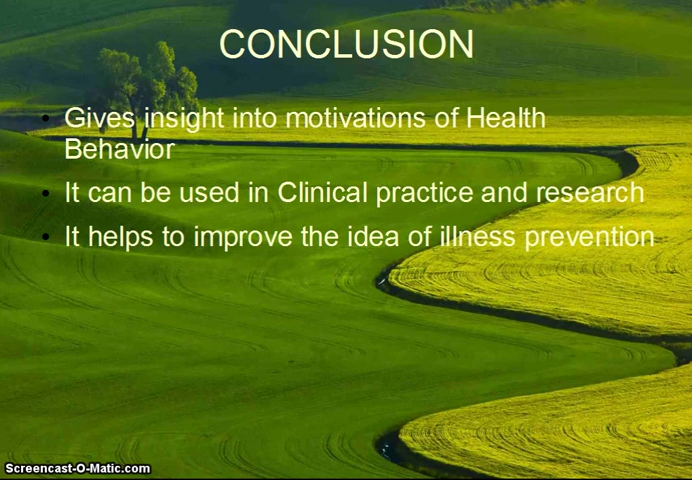 CONCLUSION
• Gives insight into motivations of Health
Behavior
• It can be used in Clinical practice and research
• It helps to improve the idea of illness prevention
Screencast-O-Matic.com